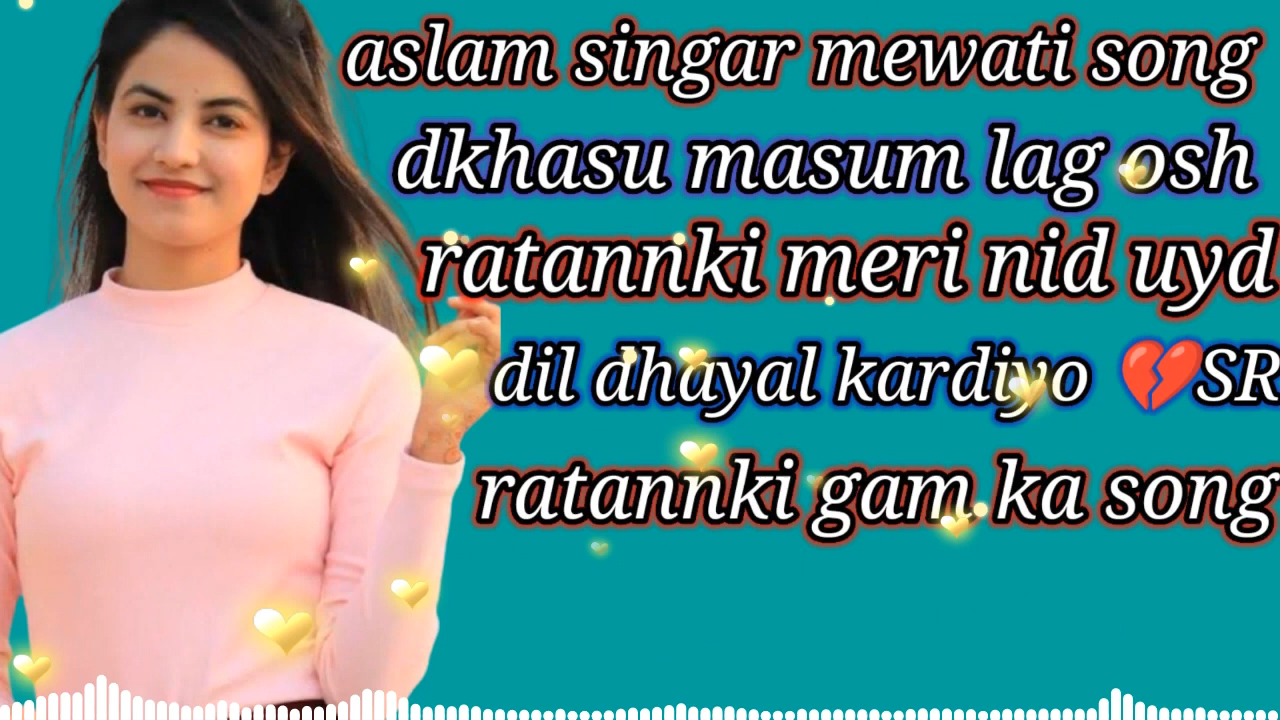 aslam singar mewati song
dkhasu masum lag osh
ratannki meri nid uyd
dil dhayal kardiyo 💔SR
ratannki gam ka song